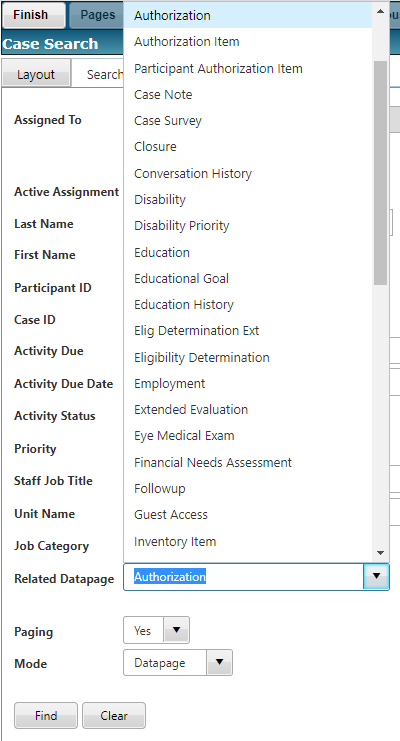 Finish Pages
Case Search
Layout Search
Assigned To
Active Assignment
Last Name
First Name
Participant ID
Case ID
Activity Due
Activity Due Date
Activity Status
Priority
Staff Job Title
Unit Name
Job Category
Authorization
Authorization Item
Participant Authorization Item
Case Note
Case Survey
Closure
Conversation History
Disability
Disability Priority
Education
Educational Goal
Education History
Elig Determination Ext
Eligibility Determination
Employment
Extended Evaluation
Eye Medical Exam
Financial Needs Assessment
Followup
Guest Access
Inventory Item
Related Datapage Authorization
Paging Yes
Mode Datapage
Find Clear